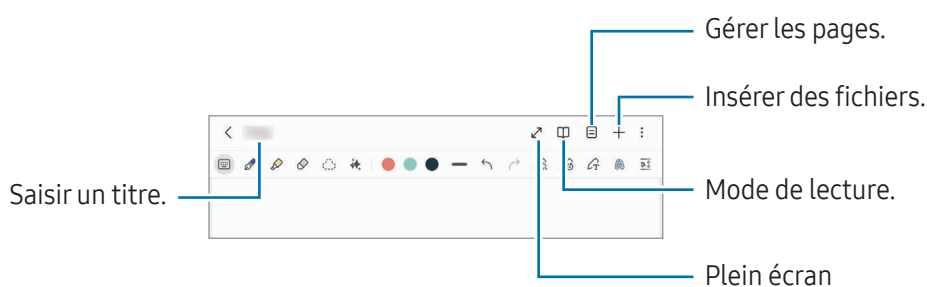 Gérer les pages.
Insérer des fichiers.
Saisir un titre.
Mode de lecture.
Plein écran